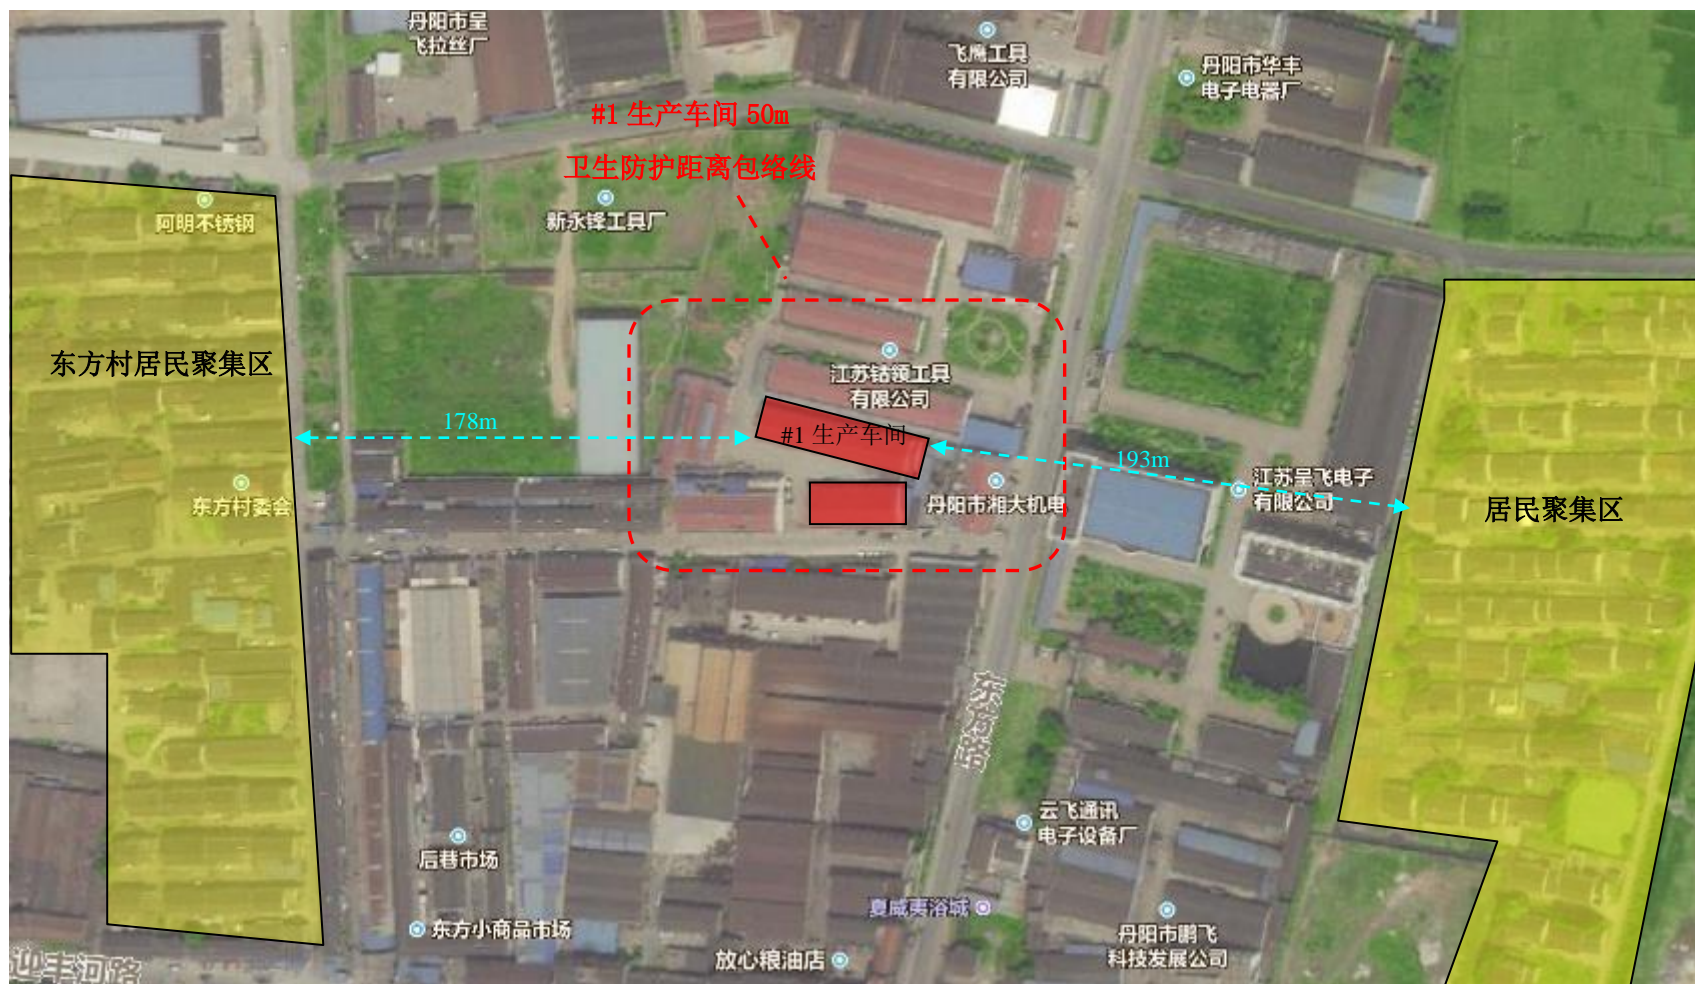 丹阳市呈
飞拉丝厂
飞鹰工具
有限公司
丹阳市华丰
电子电器厂
#1 生产车间 50m
卫生防护距离包络线
阿明不锈钢
新永锋工具厂
东方村居民聚集区
江苏钻领工具
有限公司
178m
#1 生产车间
193m
东方村委会
丹阳市湘大机电
江苏呈飞电子
有限公司
居民聚集区
东方路
云飞通讯
电子设备厂
后巷市场
夏威夷浴城
东方小商品市场
放心粮油店
丹阳市鹏飞
科技发展公司
迎丰河路